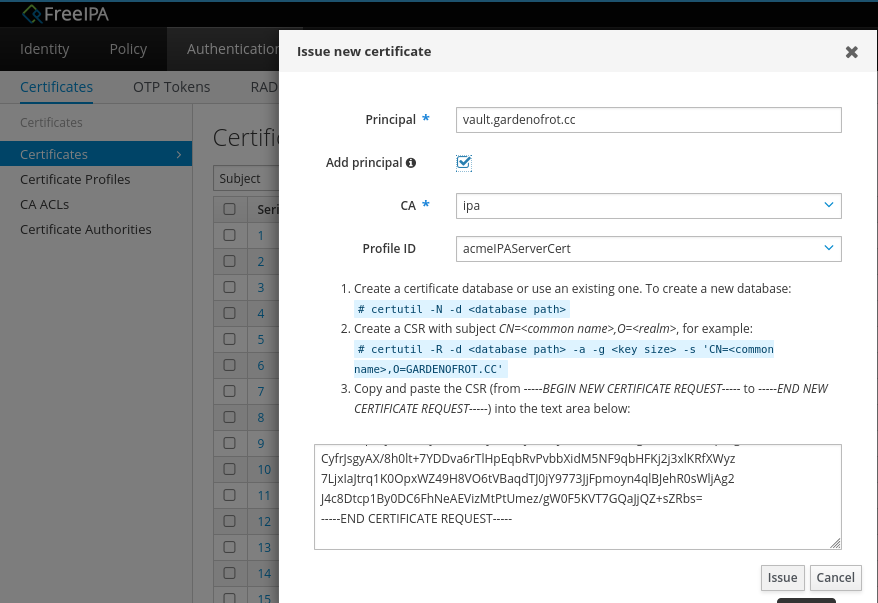 FreeIPA
Identity
Policy
Authentication
Certificates
OTP Tokens
RAD
Certificates
Certificates
Certificate Profiles
CA ACLs
Certificate Authorities
Certifi
Subject
Seri
1
2
3
4
5
6
7
8
9
10
11
12
13
14
15
Issue new certificate
Principal *
vault.gardenofrot.cc
Add principal
CA *
ipa
Profile ID
acmeIPAServerCert
1. Create a certificate database or use an existing one. To create a new database:
# certutil -N -d <database path>
2. Create a CSR with subject CN=<common name>,O=<realm>, for example:
# certutil -R -d <database path> -a -g <key size> -s 'CN=<common
name>,O=GARDENOFROT.CC'
3. Copy and paste the CSR (from -----BEGIN NEW CERTIFICATE REQUEST----- to -----END NEW
CERTIFICATE REQUEST-----) into the text area below:
CyfrJsgyAX/8h0lt+7YDDva6rTlHpEqbRvPvbbXidM5NF9qbHFKj2j3xlKRfXWyz
7LjxIaJtrq1K0OpxWZ49H8VO6tVBaqdTJ0jY9773JjFpmoyn4qlBJehR0sWljAg2
J4c8Dtcp1By0DC6FhNeAEVizMtPtUmez/gW0F5KVT7GQaJjQZ+sZRbs=
-----END CERTIFICATE REQUEST-----
Issue
Cancel